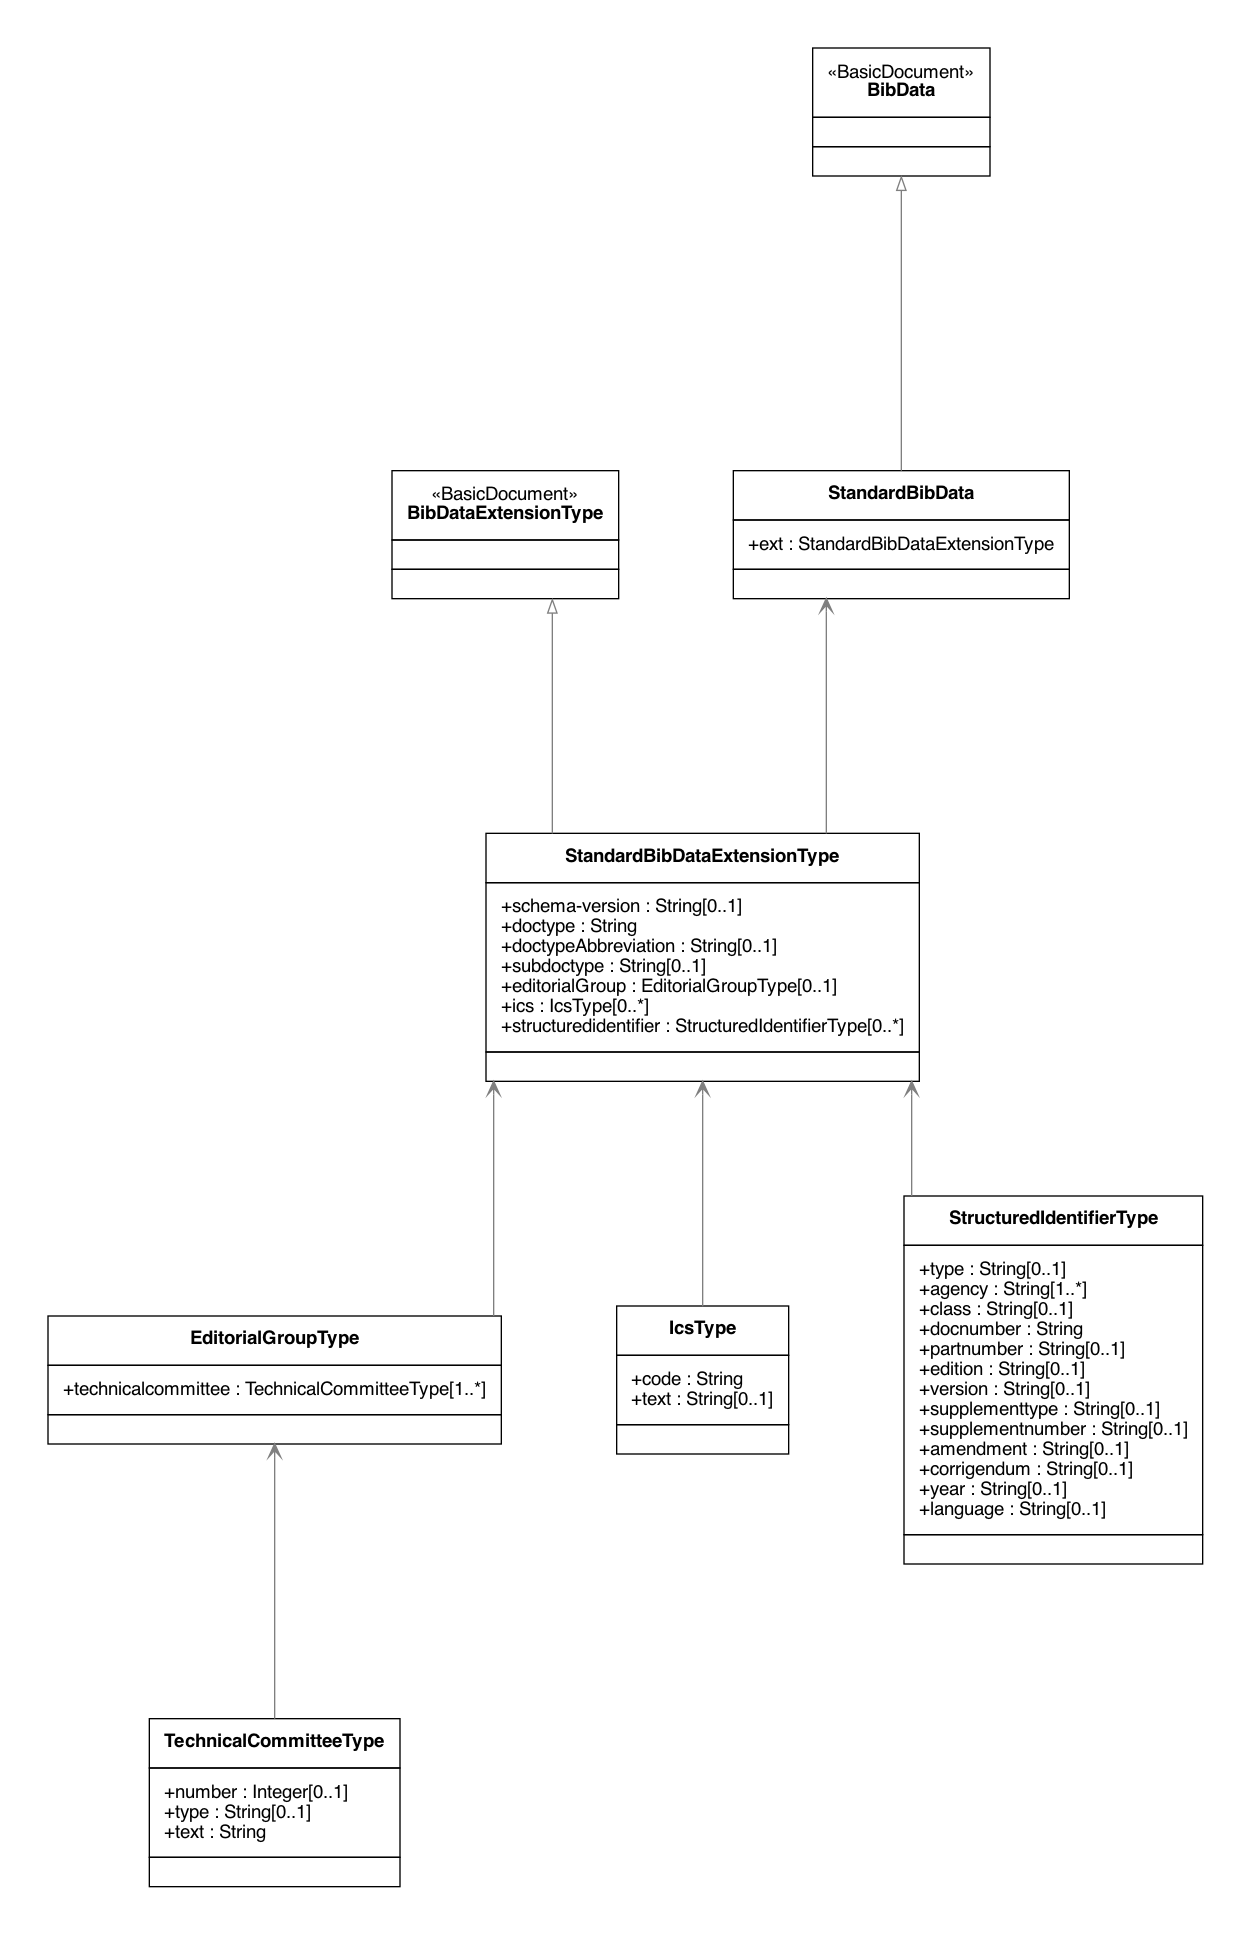 «BasicDocument»
BibData
«BasicDocument»
BibDataExtensionType
StandardBibData
+ext : StandardBibDataExtensionType
StandardBibDataExtensionType
+schema-version : String[0..1]
+doctype : String
+doctypeAbbreviation : String[0..1]
+subdoctype : String[0..1]
+editorialGroup : EditorialGroupType[0..1]
+ics : IcsType[0..*]
+structuredidentifier : StructuredIdentifierType[0..*]
EditorialGroupType
+technicalcommittee : TechnicalCommitteeType[1..*]
IcsType
+code : String
+text : String[0..1]
StructuredIdentifierType
+type : String[0..1]
+agency : String[1..*]
+class : String[0..1]
+docnumber : String
+partnumber : String[0..1]
+edition : String[0..1]
+version : String[0..1]
+supplementtype : String[0..1]
+supplementnumber : String[0..1]
+amendment : String[0..1]
+corrigendum : String[0..1]
+year : String[0..1]
+language : String[0..1]
TechnicalCommitteeType
+number : Integer[0..1]
+type : String[0..1]
+text : String